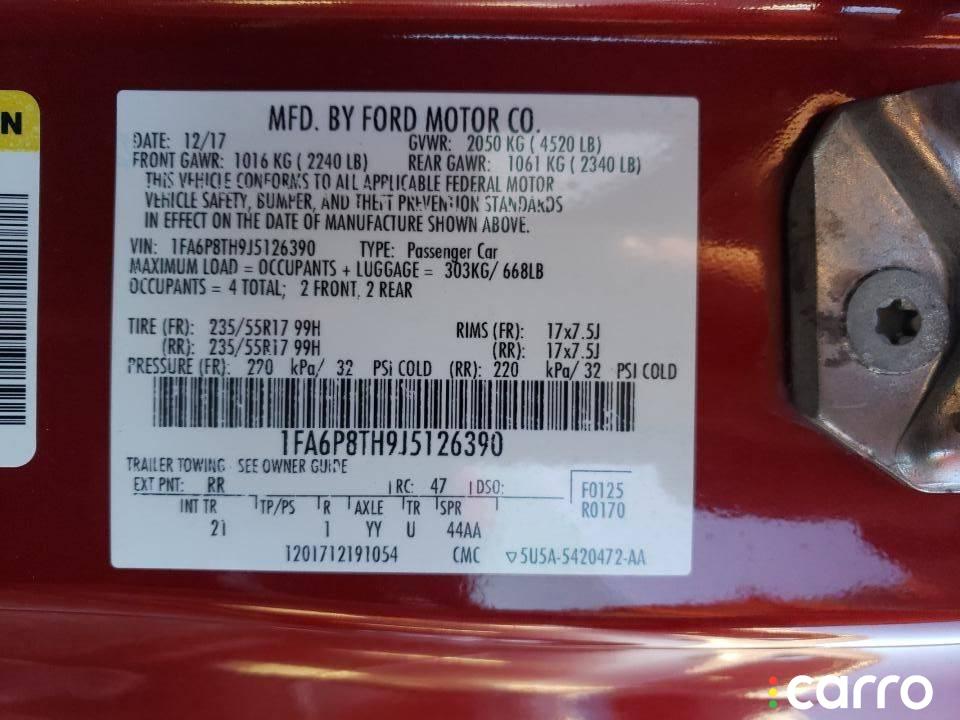 N
MFD. BY FORD MOTOR CO.
DATE: 12/17 GVWR: 2050 KG ( 4520 LB)
FRONT GAWR: 1016 KG ( 2240 LB) REAR GAWR: 1061 KG ( 2340 LB)
THIS VEHICLE CONFORMS TO ALL APPLICABLE FEDERAL MOTOR
VEHICLE SAFETY, BUMPER, AND THEFT PREVENTION STANDARDS
IN EFFECT ON THE DATE OF MANUFACTURE SHOWN ABOVE.
VIN: 1FA6P8TH9J5126390 TYPE: Passenger Car
MAXIMUM LOAD = OCCUPANTS + LUGGAGE = 303KG/ 668LB
OCCUPANTS = 4 TOTAL; 2 FRONT, 2 REAR
TIRE (FR): 235/55R17 99H RIMS (FR): 17x7.5J
(RR): 235/55R17 99H (RR): 17x7.5J
PRESSURE (FR): 220 kPa/ 32 PSI COLD (RR): 220 kPa/ 32 PSI COLD
1FA6P8TH9J5126390
TRAILER TOWING - SEE OWNER GUIDE
EXT PNT: RR RC: 47 DSO: F0125
INT TR TP/PS R AXLE TR SPR R0170
21 1 YY U 44AA
1201712191054 CMC ▽5U5A-5420472-AA
carro